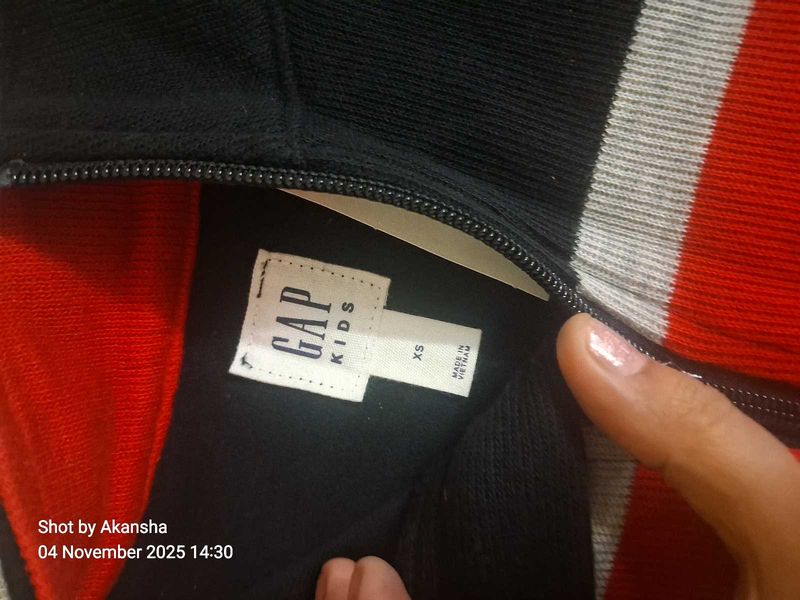 GAP
KIDS
XS
MADE IN
VIETNAM
Shot by Akansha
04 November 2025 14:30